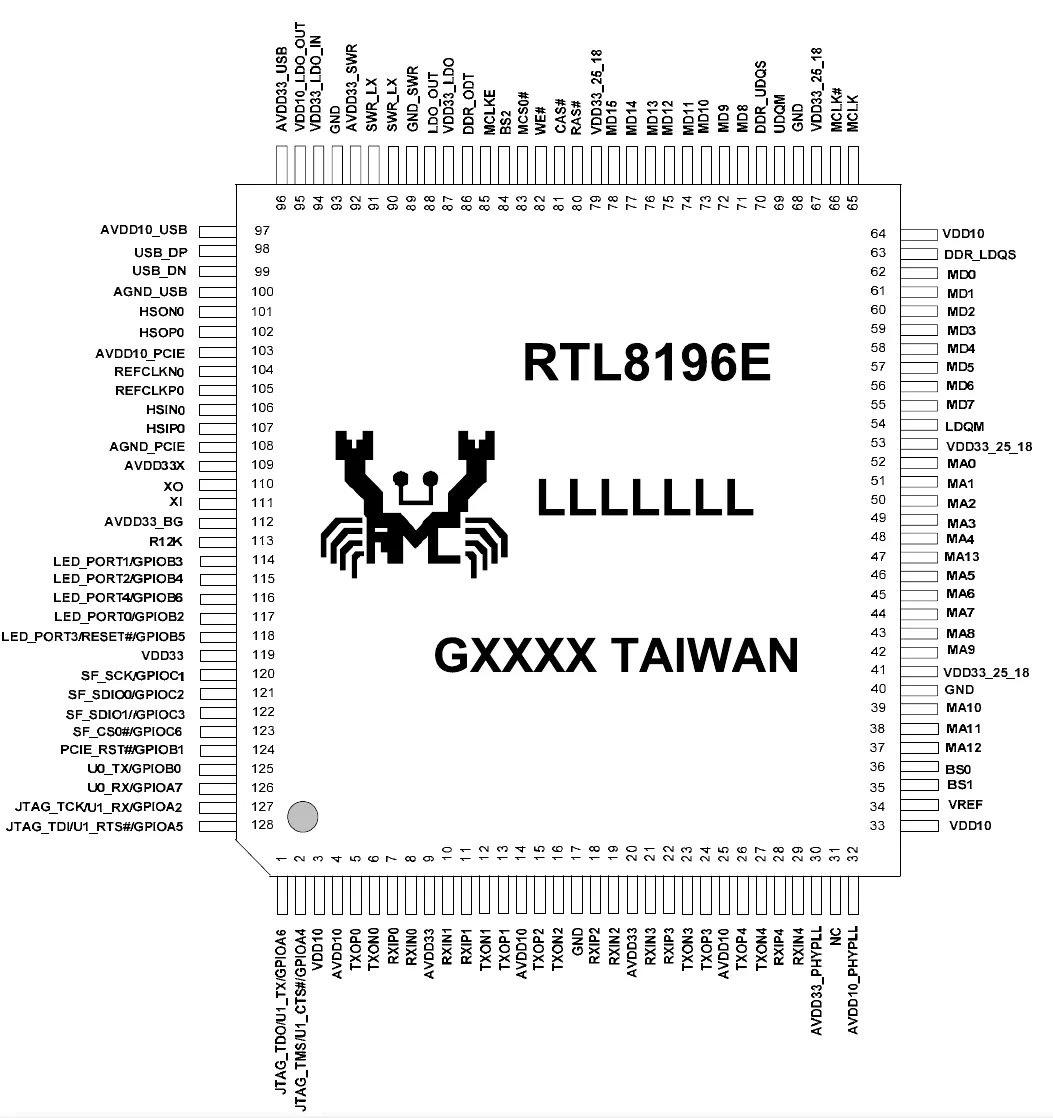 AVDD33_USB
VDD10_LDO_OUT
VDD33_LDO_IN
GND
AVDD33_SWR
SWR_LX
SWR_LX
GND_SWR
LDO_OUT
VDD33_LDO
DDR_ODT
MCLKE
BS2
MCS0#
WE#
CAS#
RAS#
VDD33_25_18
MD15
MD14
MD13
MD12
MD11
MD10
MD9
MD8
DDR_UDQS
UDQM
GND
VDD33_25_18
MCLK#
MCLK
96 95 94 93 92 91 90 89 88 87 86 85 84 83 82 81 80 79 78 77 76 75 74 73 72 71 70 69 68 67 66 65
AVDD10_USB 97
USB_DP 98
USB_DN 99
AGND_USB 100
HSON0 101
HSOP0 102
AVDD10_PCIE 103
REFCLKN0 104
REFCLKP0 105
HSIN0 106
HSIP0 107
AGND_PCIE 108
AVDD33X 109
XO 110
XI 111
AVDD33_BG 112
R12K 113
LED_PORT1/GPIOB3 114
LED_PORT2/GPIOB4 115
LED_PORT4/GPIOB6 116
LED_PORT0/GPIOB2 117
LED_PORT3/RESET#/GPIOB5 118
VDD33 119
SF_SCK/GPIOC1 120
SF_SDIO0/GPIOC2 121
SF_SDIO1//GPIOC3 122
SF_CS0#/GPIOC6 123
PCIE_RST#/GPIOB1 124
U0_TX/GPIOB0 125
U0_RX/GPIOA7 126
JTAG_TCK/U1_RX/GPIOA2 127
JTAG_TDI/U1_RTS#/GPIOA5 128
RTL8196E
LLLLLLL
GXXXX TAIWAN
64 VDD10
63 DDR_LDQS
62 MD0
61 MD1
60 MD2
59 MD3
58 MD4
57 MD5
56 MD6
55 MD7
54 LDQM
53 VDD33_25_18
52 MA0
51 MA1
50 MA2
49 MA3
48 MA4
47 MA13
46 MA5
45 MA6
44 MA7
43 MA8
42 MA9
41 VDD33_25_18
40 GND
39 MA10
38 MA11
37 MA12
36 BS0
35 BS1
34 VREF
33 VDD10
1 2 3 4 5 6 7 8 9 10 11 12 13 14 15 16 17 18 19 20 21 22 23 24 25 26 27 28 29 30 31 32
JTAG_TDO/U1_TX/GPIOA6
JTAG_TMS/U1_CTS#/GPIOA4
VDD10
AVDD10
TXOP0
TXON0
RXIP0
RXIN0
AVDD33
RXIN1
RXIP1
TXON1
TXOP1
AVDD10
TXOP2
TXON2
GND
RXIP2
RXIN2
AVDD33
RXIN3
RXIP3
TXON3
TXOP3
AVDD10
TXOP4
TXON4
RXIP4
RXIN4
AVDD33_PHYPLL
NC
AVDD10_PHYPLL